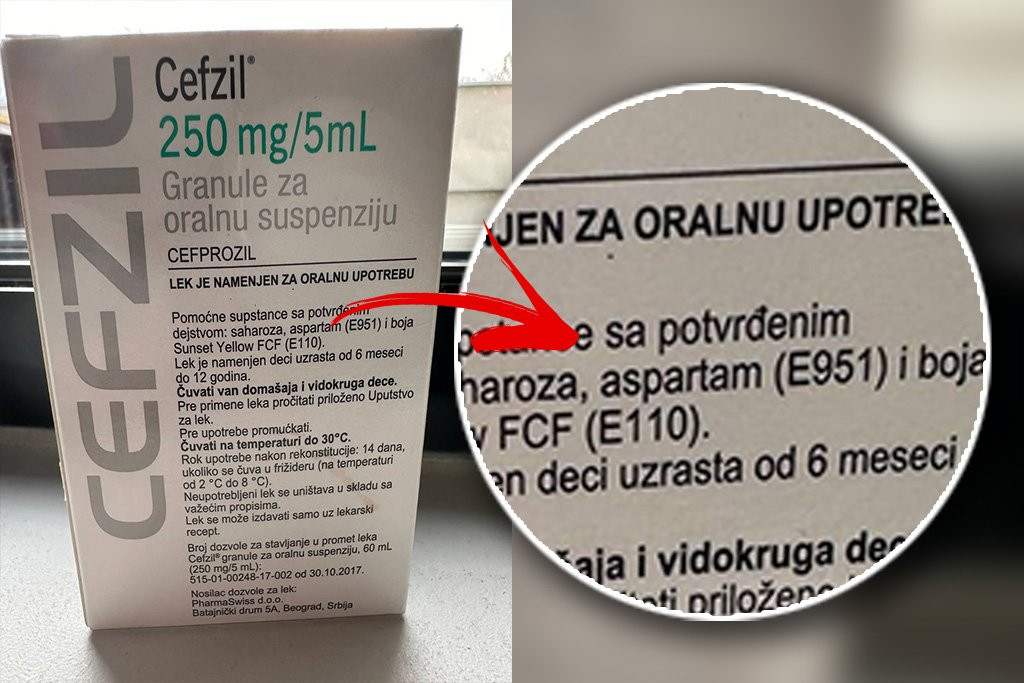 CEFZIL
Cefzil®
250 mg/5mL
Granule za
oralnu suspenziju
CEFPROZIL
LEK JE NAMENJEN ZA ORALNU UPOTREBU
Pomoćne supstance sa potvrđenim
dejstvom: saharoza, aspartam (E951) i boja
Sunset Yellow FCF (E110).
Lek je namenjen deci uzrasta od 6 meseci
do 12 godina.
Čuvati van domašaja i vidokruga dece.
Pre primene leka pročitati priloženo Uputstvo
za lek.
Pre upotrebe promućkati.
Čuvati na temperaturi do 30°C.
Rok upotrebe nakon rekonstitucije: 14 dana,
ukoliko se čuva u frižideru (na temperaturi
od 2 °C do 8 °C).
Neupotrebljeni lek se uništava u skladu sa
važećim propisima.
Lek se može izdavati samo uz lekarski
recept.
Broj dozvole za stavljanje u promet leka
Cefzil® granule za oralnu suspenziju, 60 mL
(250 mg/5 mL):
515-01-00248-17-002 od 30.10.2017.
Nosilac dozvole za lek:
PharmaSwiss d.o.o.
Batajnički drum 5A, Beograd, Srbija
NJEN ZA ORALNU UPOTRE
sa potvrđenim
haroza, aspartam (E951) i boja
FCF (E110).
en deci uzrasta od 6 meseci
šaja i vidokruga dec
priloženo